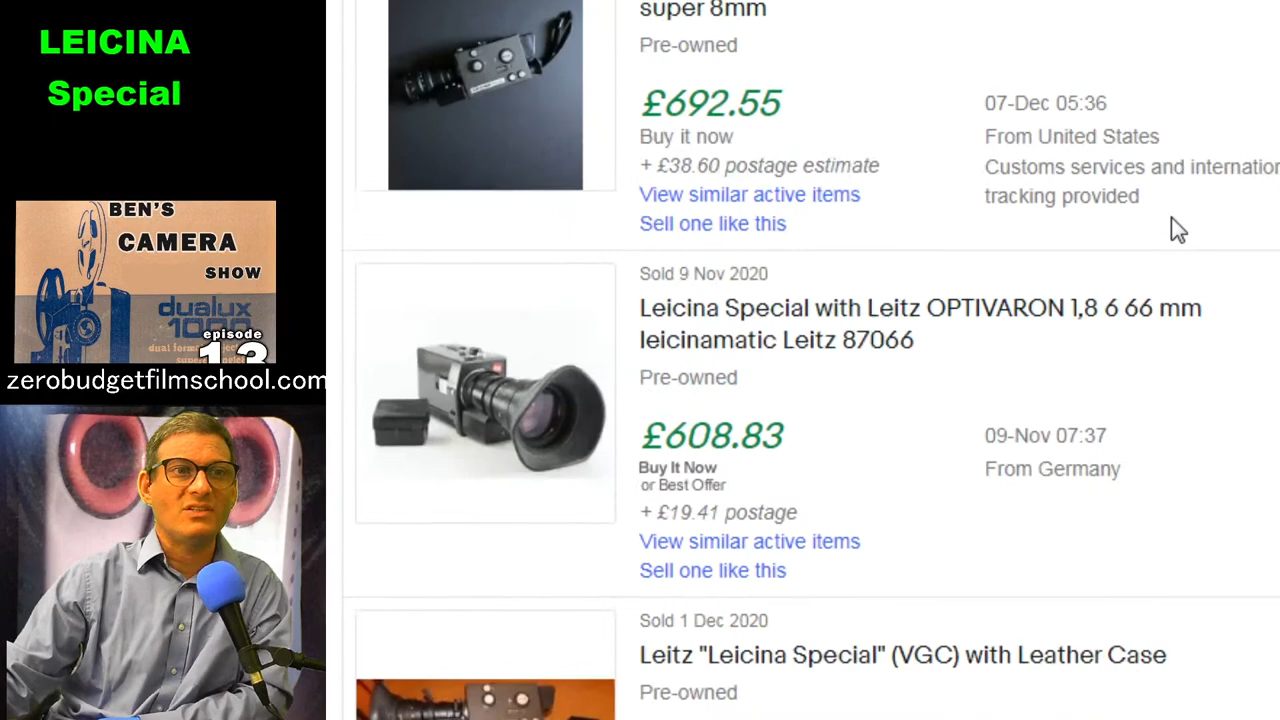 LEICINA
Special
BEN'S
CAMERA
SHOW
dualux
1000
episode
13
zerobudgetfilmschool.com
super 8mm
Pre-owned
£692.55
Buy it now
+ £38.60 postage estimate
View similar active items
Sell one like this
07-Dec 05:36
From United States
Customs services and internation
tracking provided
Sold 9 Nov 2020
Leicina Special with Leitz OPTIVARON 1,8 6 66 mm
leicinamatic Leitz 87066
Pre-owned
£608.83
Buy It Now
or Best Offer
+ £19.41 postage
View similar active items
Sell one like this
09-Nov 07:37
From Germany
Sold 1 Dec 2020
Leitz "Leicina Special" (VGC) with Leather Case
Pre-owned